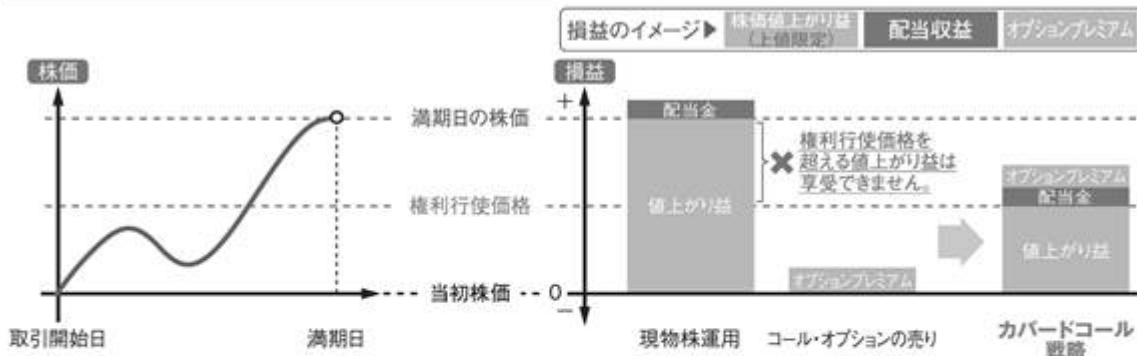 損益のイメージ▶
株価値上がり益
(上値限定)
配当収益
オプションプレミアム
株価
満期日の株価
権利行使価格
当初株価
取引開始日
満期日
損益
+
0
−
配当金
値上がり益
権利行使価格を
超える値上がり益は
享受できません。
オプションプレミアム
オプションプレミアム
配当金
値上がり益
現物株運用
コール・オプションの売り
カバードコール
戦略